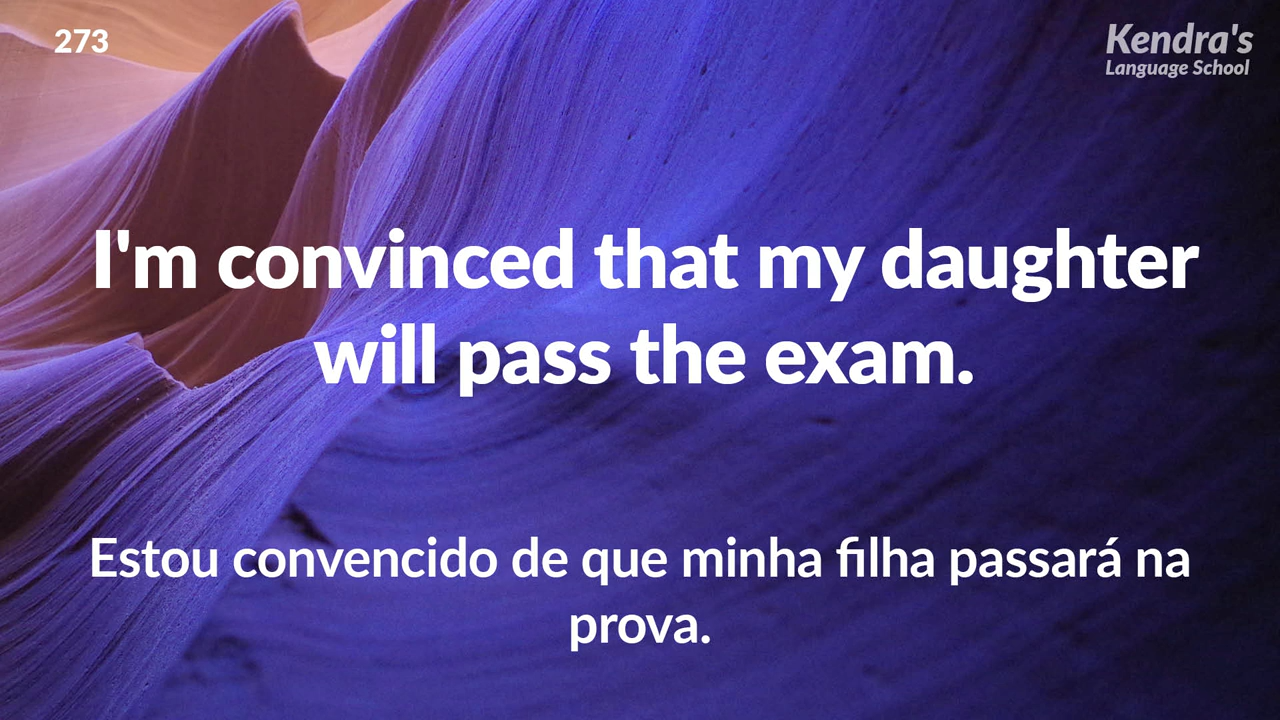 273
Kendra's
Language School
I'm convinced that my daughter
will pass the exam.
Estou convencido de que minha filha passará na
prova.